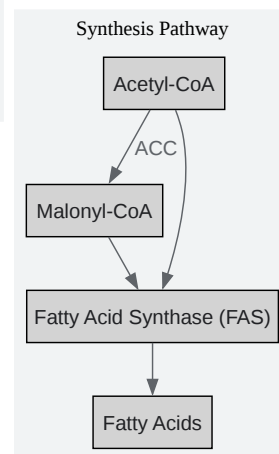 Synthesis Pathway
Acetyl-CoA
ACC
Malonyl-CoA
Fatty Acid Synthase (FAS)
Fatty Acids